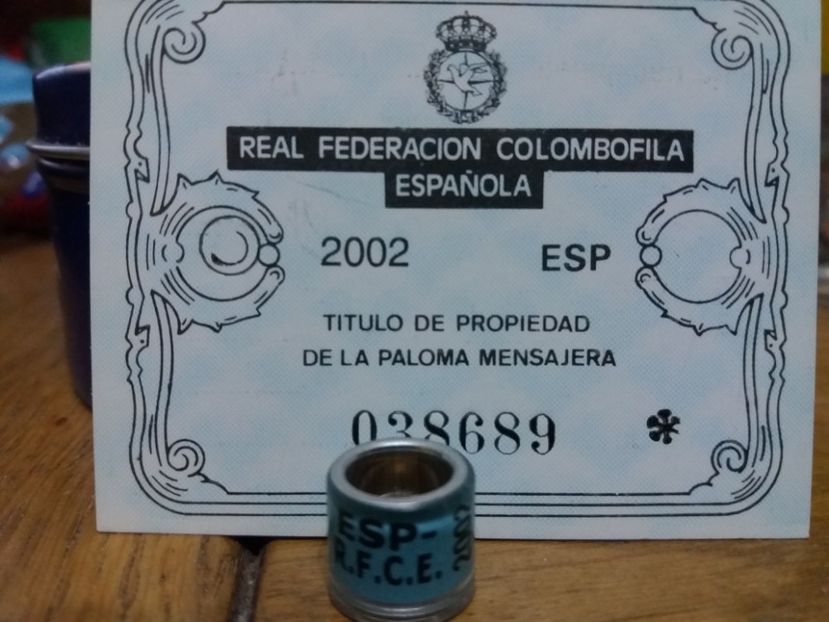 REAL FEDERACION COLOMBOFILA
ESPAÑOLA
2002 ESP
TITULO DE PROPIEDAD
DE LA PALOMA MENSAJERA
038689 *
ESP-
R.F.C.E.
2002